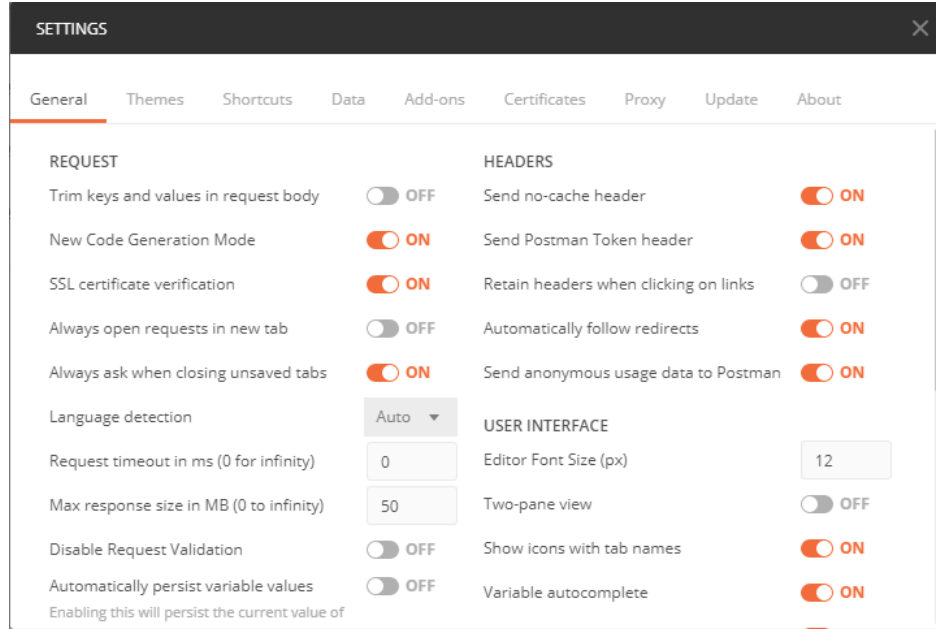 SETTINGS
General Themes Shortcuts Data Add-ons Certificates Proxy Update About
REQUEST
Trim keys and values in request body OFF
New Code Generation Mode ON
SSL certificate verification ON
Always open requests in new tab OFF
Always ask when closing unsaved tabs ON
Language detection Auto
Request timeout in ms (0 for infinity) 0
Max response size in MB (0 to infinity) 50
Disable Request Validation OFF
Automatically persist variable values OFF
Enabling this will persist the current value of
HEADERS
Send no-cache header ON
Send Postman Token header ON
Retain headers when clicking on links OFF
Automatically follow redirects ON
Send anonymous usage data to Postman ON
USER INTERFACE
Editor Font Size (px) 12
Two-pane view OFF
Show icons with tab names ON
Variable autocomplete ON